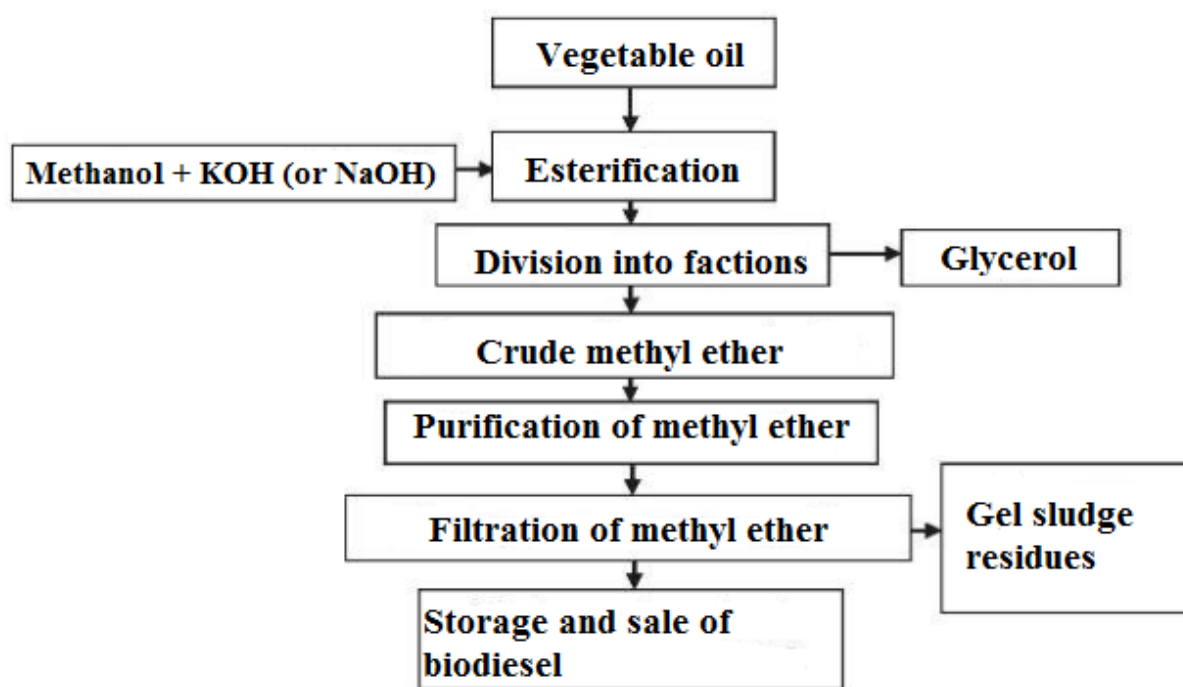 Vegetable oil
Methanol + KOH (or NaOH)
Esterification
Division into factions
Glycerol
Crude methyl ether
Purification of methyl ether
Filtration of methyl ether
Gel sludge
residues
Storage and sale of
biodiesel